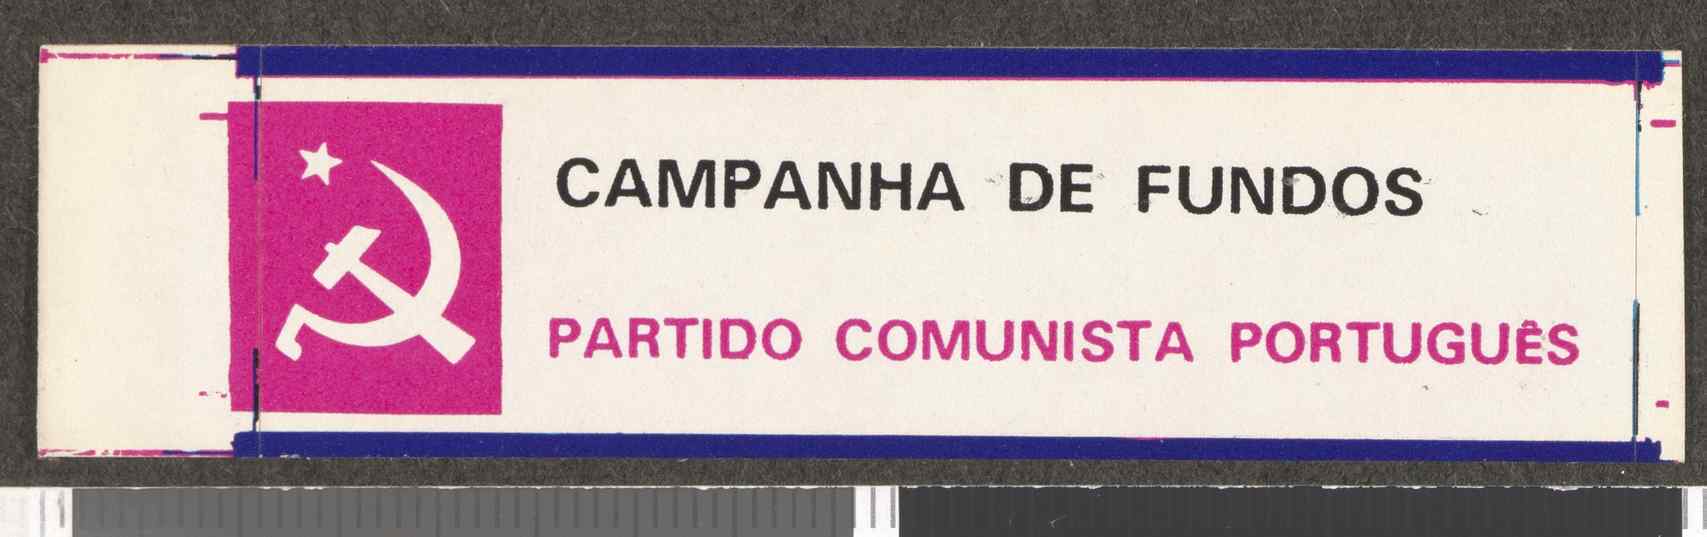 CAMPANHA DE FUNDOS
PARTIDO COMUNISTA PORTUGUÊS